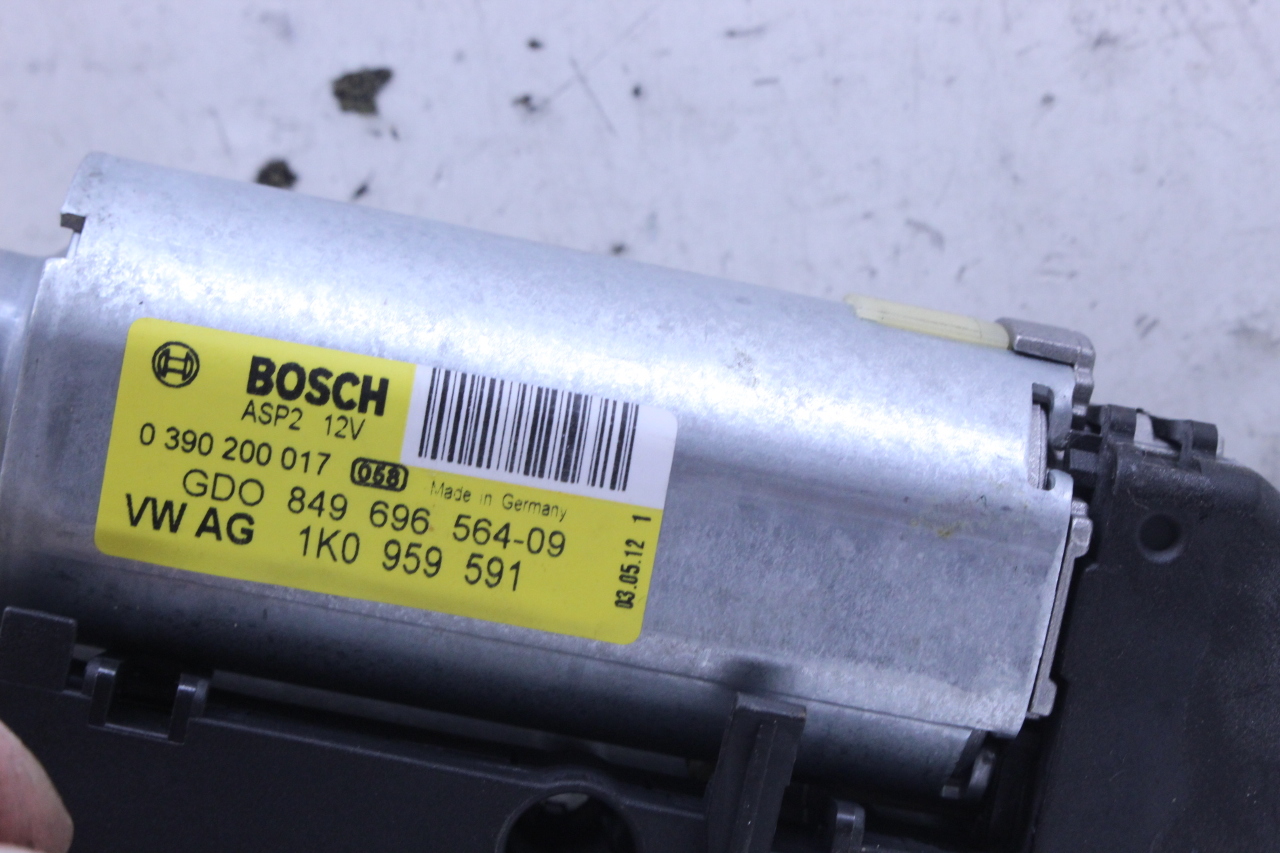 BOSCH
ASP2 12V
0 390 200 017 058
Made in Germany
GDO 849 696 564-09
VW AG 1K0 959 591
03.05.12 1